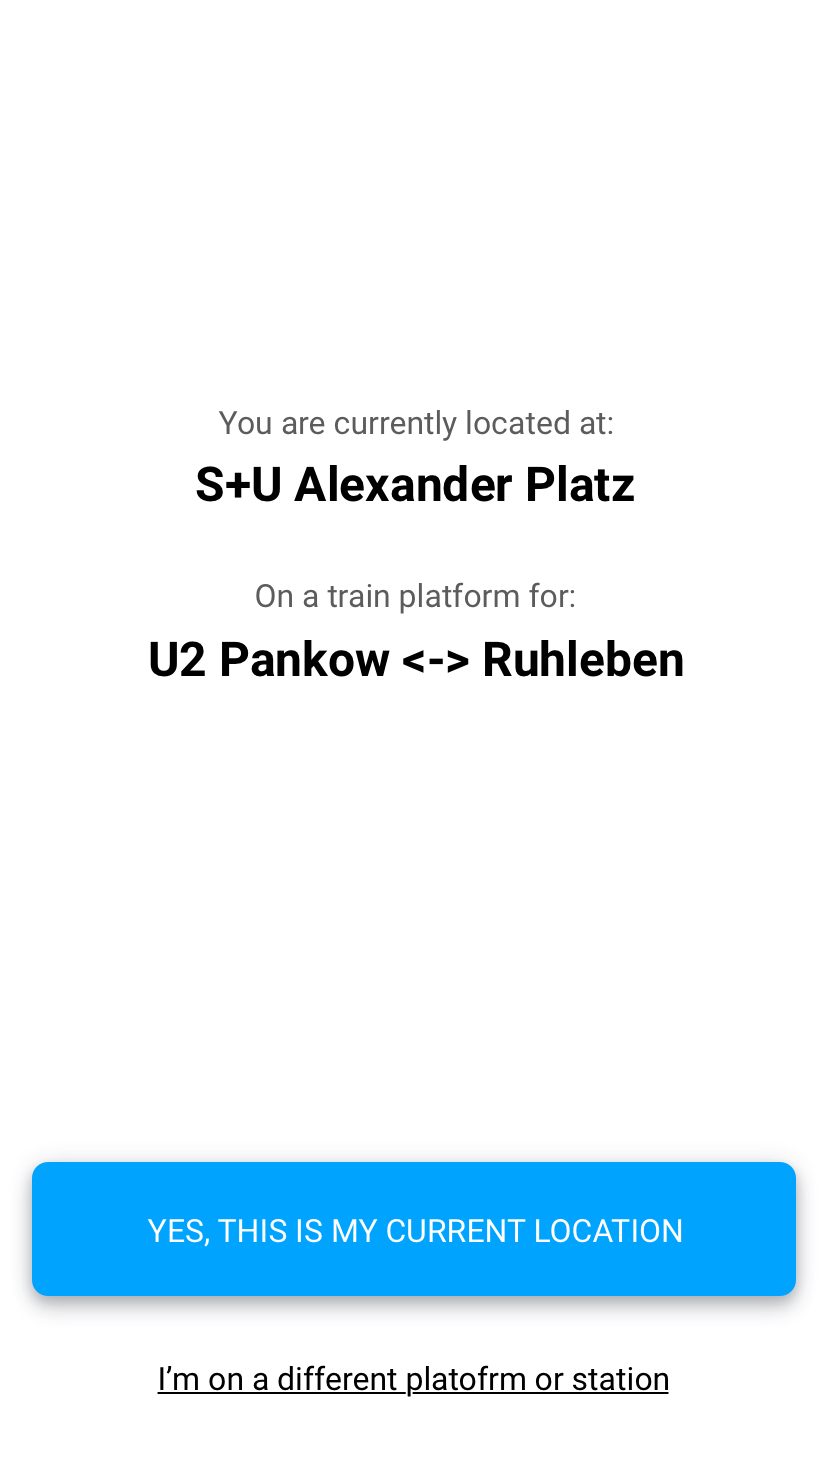 You are currently located at:
S+U Alexander Platz
On a train platform for:
U2 Pankow <-> Ruhleben
YES, THIS IS MY CURRENT LOCATION
I’m on a different platofrm or station